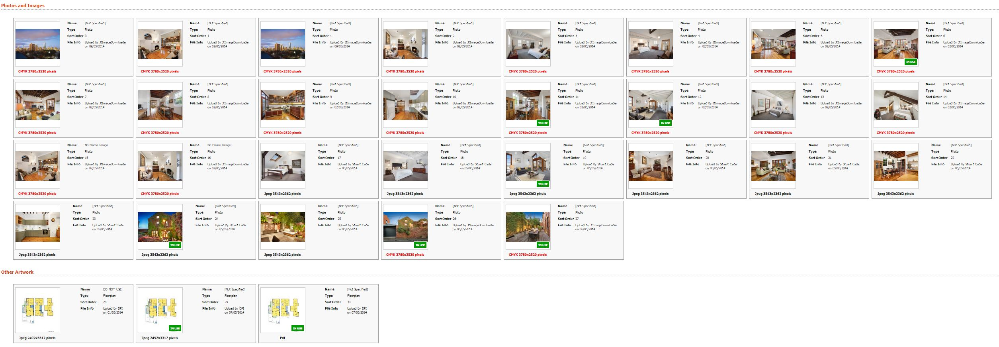 Photos and Images
Name [Not Specified]
Type Photo
Sort Order 0
File Info Upload by JtImageDownloader
on 09/05/2014
CMYK 3780x2520 pixels
Name [Not Specified]
Type Photo
Sort Order 1
File Info Upload by JtImageDownloader
on 02/05/2014
CMYK 3780x2520 pixels
Name [Not Specified]
Type Photo
Sort Order 1
File Info Upload by JtImageDownloader
on 09/05/2014
CMYK 3780x2520 pixels
Name [Not Specified]
Type Photo
Sort Order 2
File Info Upload by JtImageDownloader
on 02/05/2014
CMYK 3780x2520 pixels
Name [Not Specified]
Type Photo
Sort Order 3
File Info Upload by JtImageDownloader
on 02/05/2014
CMYK 3780x2520 pixels
Name [Not Specified]
Type Photo
Sort Order 4
File Info Upload by JtImageDownloader
on 02/05/2014
CMYK 3780x2520 pixels
Name [Not Specified]
Type Photo
Sort Order 5
File Info Upload by JtImageDownloader
on 02/05/2014
CMYK 3780x2520 pixels
Name [Not Specified]
Type Photo
Sort Order 6
File Info Upload by JtImageDownloader
on 02/05/2014
IN USE
CMYK 3780x2520 pixels
Name [Not Specified]
Type Photo
Sort Order 7
File Info Upload by JtImageDownloader
on 02/05/2014
CMYK 3780x2520 pixels
Name [Not Specified]
Type Photo
Sort Order 8
File Info Upload by JtImageDownloader
on 02/05/2014
CMYK 3780x2520 pixels
Name [Not Specified]
Type Photo
Sort Order 9
File Info Upload by JtImageDownloader
on 02/05/2014
CMYK 3780x2520 pixels
Name [Not Specified]
Type Photo
Sort Order 10
File Info Upload by JtImageDownloader
on 02/05/2014
CMYK 3780x2520 pixels
Name [Not Specified]
Type Photo
Sort Order 11
File Info Upload by JtImageDownloader
on 02/05/2014
IN USE
CMYK 3780x2520 pixels
Name [Not Specified]
Type Photo
Sort Order 12
File Info Upload by JtImageDownloader
on 02/05/2014
IN USE
CMYK 3780x2520 pixels
Name [Not Specified]
Type Photo
Sort Order 13
File Info Upload by JtImageDownloader
on 02/05/2014
CMYK 3780x2520 pixels
Name [Not Specified]
Type Photo
Sort Order 14
File Info Upload by JtImageDownloader
on 02/05/2014
CMYK 3780x2520 pixels
Name No Flame Image
Type Photo
Sort Order 15
File Info Upload by JtImageDownloader
on 02/05/2014
CMYK 3780x2520 pixels
Name No Flame Image
Type Photo
Sort Order 16
File Info Upload by JtImageDownloader
on 02/05/2014
CMYK 3780x2520 pixels
Name [Not Specified]
Type Photo
Sort Order 17
File Info Upload by Stuart Cade
on 05/05/2014
Jpeg 3543x2362 pixels
Name [Not Specified]
Type Photo
Sort Order 18
File Info Upload by Stuart Cade
on 05/05/2014
Jpeg 3543x2362 pixels
Name [Not Specified]
Type Photo
Sort Order 19
File Info Upload by Stuart Cade
on 05/05/2014
IN USE
Jpeg 3543x2362 pixels
Name [Not Specified]
Type Photo
Sort Order 20
File Info Upload by Stuart Cade
on 05/05/2014
Jpeg 3543x2362 pixels
Name [Not Specified]
Type Photo
Sort Order 21
File Info Upload by Stuart Cade
on 05/05/2014
Jpeg 3543x2362 pixels
Name [Not Specified]
Type Photo
Sort Order 22
File Info Upload by Stuart Cade
on 05/05/2014
Jpeg 3543x2362 pixels
Name [Not Specified]
Type Photo
Sort Order 23
File Info Upload by Stuart Cade
on 05/05/2014
Jpeg 3543x2362 pixels
Name [Not Specified]
Type Photo
Sort Order 24
File Info Upload by Stuart Cade
on 05/05/2014
IN USE
Jpeg 3543x2362 pixels
Name [Not Specified]
Type Photo
Sort Order 25
File Info Upload by Stuart Cade
on 05/05/2014
Jpeg 3543x2362 pixels
Name [Not Specified]
Type Photo
Sort Order 26
File Info Upload by JtImageDownloader
on 06/05/2014
IN USE
CMYK 3780x2520 pixels
Name [Not Specified]
Type Photo
Sort Order 27
File Info Upload by JtImageDownloader
on 06/05/2014
IN USE
CMYK 3780x2520 pixels
Other Artwork
Name DO NOT USE
Type Floorplan
Sort Order 28
File Info Upload by DPI
on 01/05/2014
Jpeg 2492x3317 pixels
Name [Not Specified]
Type Floorplan
Sort Order 29
File Info Upload by DPI
on 07/05/2014
IN USE
Jpeg 2492x3317 pixels
Name [Not Specified]
Type Floorplan
Sort Order 30
File Info Upload by DPI
on 07/05/2014
IN USE
Pdf